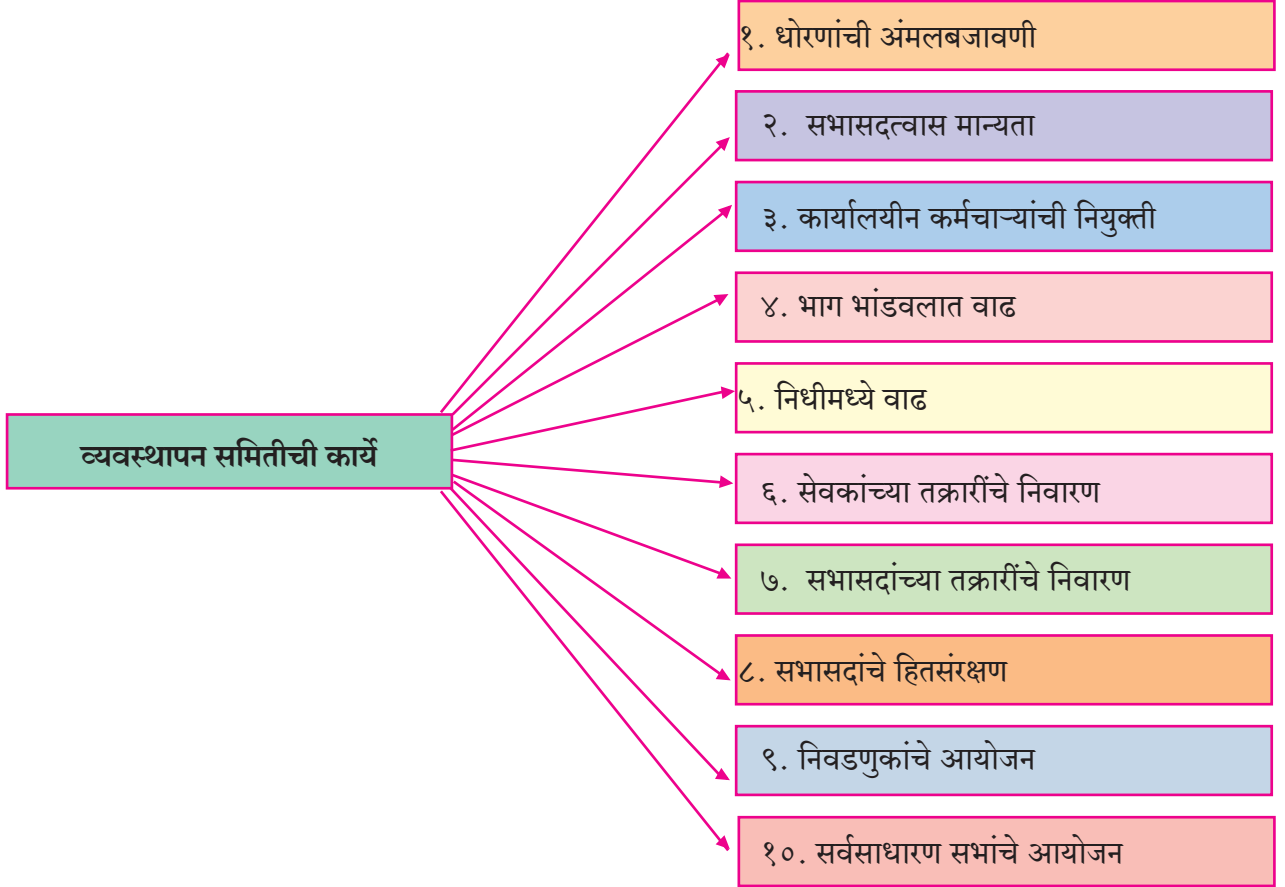 १. धोरणांची अंमलबजावणी
२. सभासदत्वास मान्यता
३. कार्यालयीन कर्मचाऱ्यांची नियुक्ती
४. भाग भांडवलात वाढ
५. निधीमध्ये वाढ
व्यवस्थापन समितीची कार्ये
६. सेवकांच्या तक्रारींचे निवारण
७. सभासदांच्या तक्रारींचे निवारण
८. सभासदांचे हितसंरक्षण
९. निवडणुकांचे आयोजन
१०. सर्वसाधारण सभांचे आयोजन